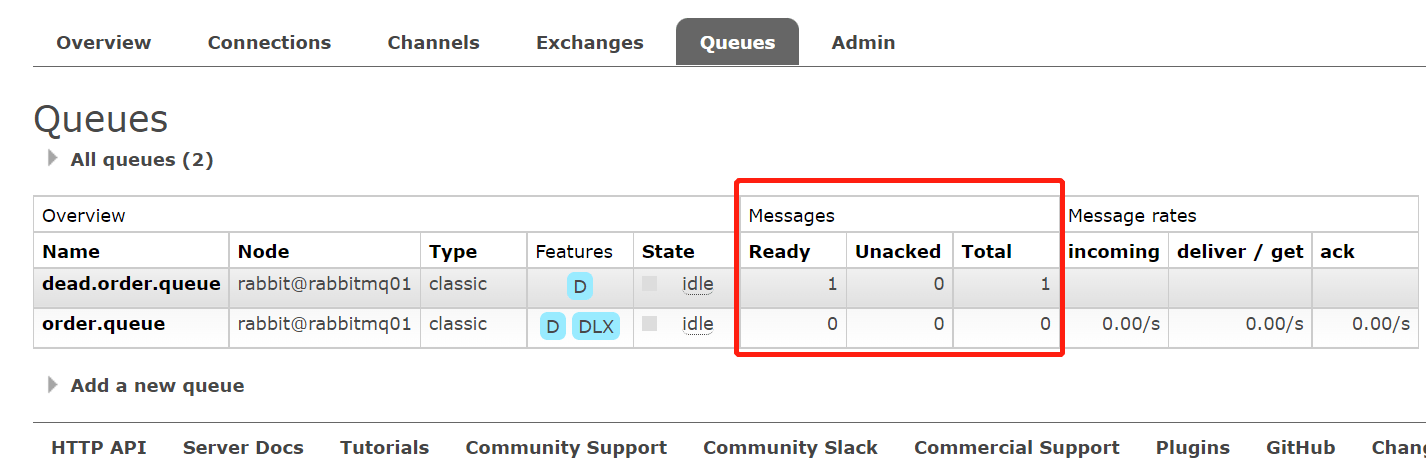 Overview Connections Channels Exchanges Queues Admin
Queues
All queues (2)
Overview Messages Message rates
Name Node Type Features State Ready Unacked Total incoming deliver / get ack
dead.order.queue rabbit@rabbitmq01 classic D idle 1 0 1
order.queue rabbit@rabbitmq01 classic D DLX idle 0 0 0 0.00/s 0.00/s 0.00/s
Add a new queue
HTTP API Server Docs Tutorials Community Support Community Slack Commercial Support Plugins GitHub